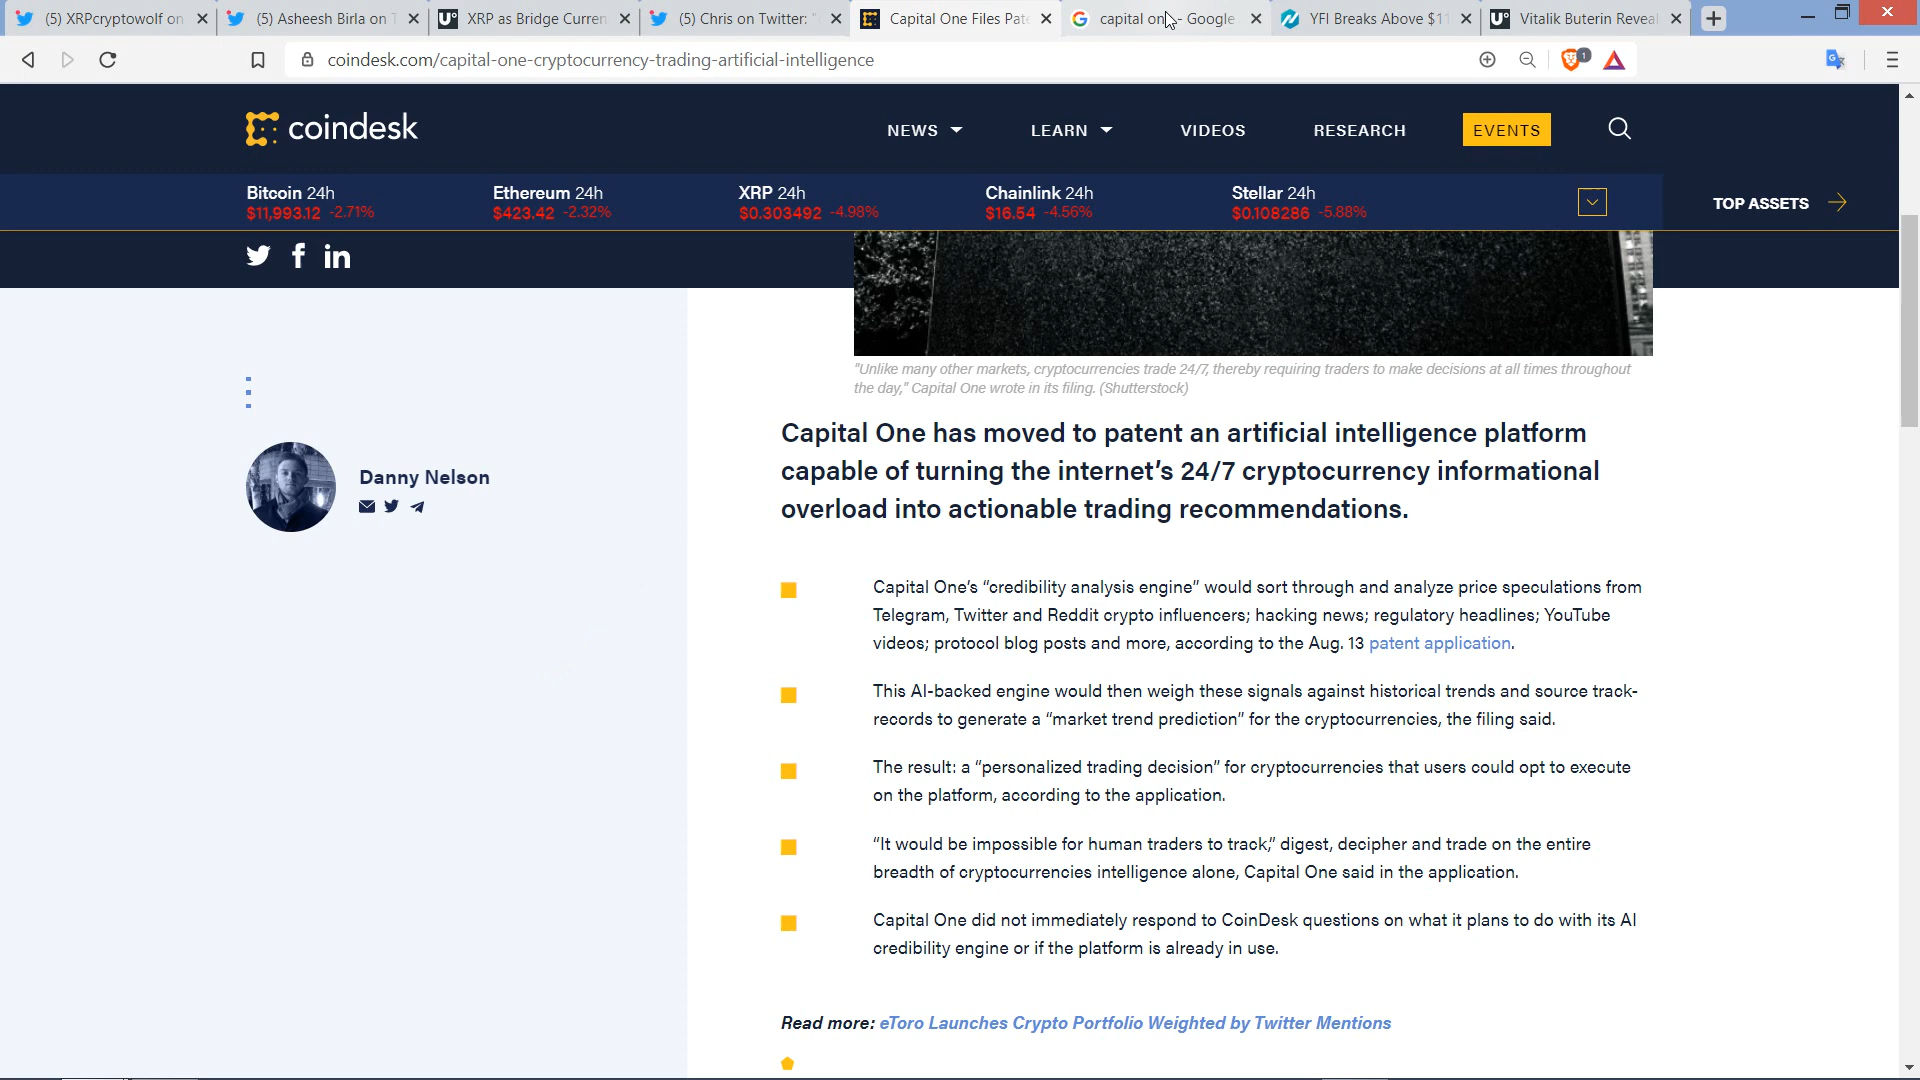 (5) XRPcryptowolf on
(5) Asheesh Birla on T
XRP as Bridge Curren
(5) Chris on Twitter: "
Capital One Files Pate
capital one - Google
YFI Breaks Above $11
Vitalik Buterin Reveal
coindesk.com/capital-one-cryptocurrency-trading-artificial-intelligence
1
coindesk
NEWS
LEARN
VIDEOS
RESEARCH
EVENTS
Bitcoin 24h
$11,993.12 -2.71%
Ethereum 24h
$423.42 -2.32%
XRP 24h
$0.303492 -4.98%
Chainlink 24h
$16.54 -4.56%
Stellar 24h
$0.108286 -5.88%
TOP ASSETS
"Unlike many other markets, cryptocurrencies trade 24/7, thereby requiring traders to make decisions at all times throughout
the day," Capital One wrote in its filing. (Shutterstock)
Danny Nelson
Capital One has moved to patent an artificial intelligence platform
capable of turning the internet's 24/7 cryptocurrency informational
overload into actionable trading recommendations.
Capital One's “credibility analysis engine” would sort through and analyze price speculations from
Telegram, Twitter and Reddit crypto influencers; hacking news; regulatory headlines; YouTube
videos; protocol blog posts and more, according to the Aug. 13 patent application.
This AI-backed engine would then weigh these signals against historical trends and source track-
records to generate a “market trend prediction” for the cryptocurrencies, the filing said.
The result: a “personalized trading decision” for cryptocurrencies that users could opt to execute
on the platform, according to the application.
“It would be impossible for human traders to track,” digest, decipher and trade on the entire
breadth of cryptocurrencies intelligence alone, Capital One said in the application.
Capital One did not immediately respond to CoinDesk questions on what it plans to do with its AI
credibility engine or if the platform is already in use.
Read more: eToro Launches Crypto Portfolio Weighted by Twitter Mentions